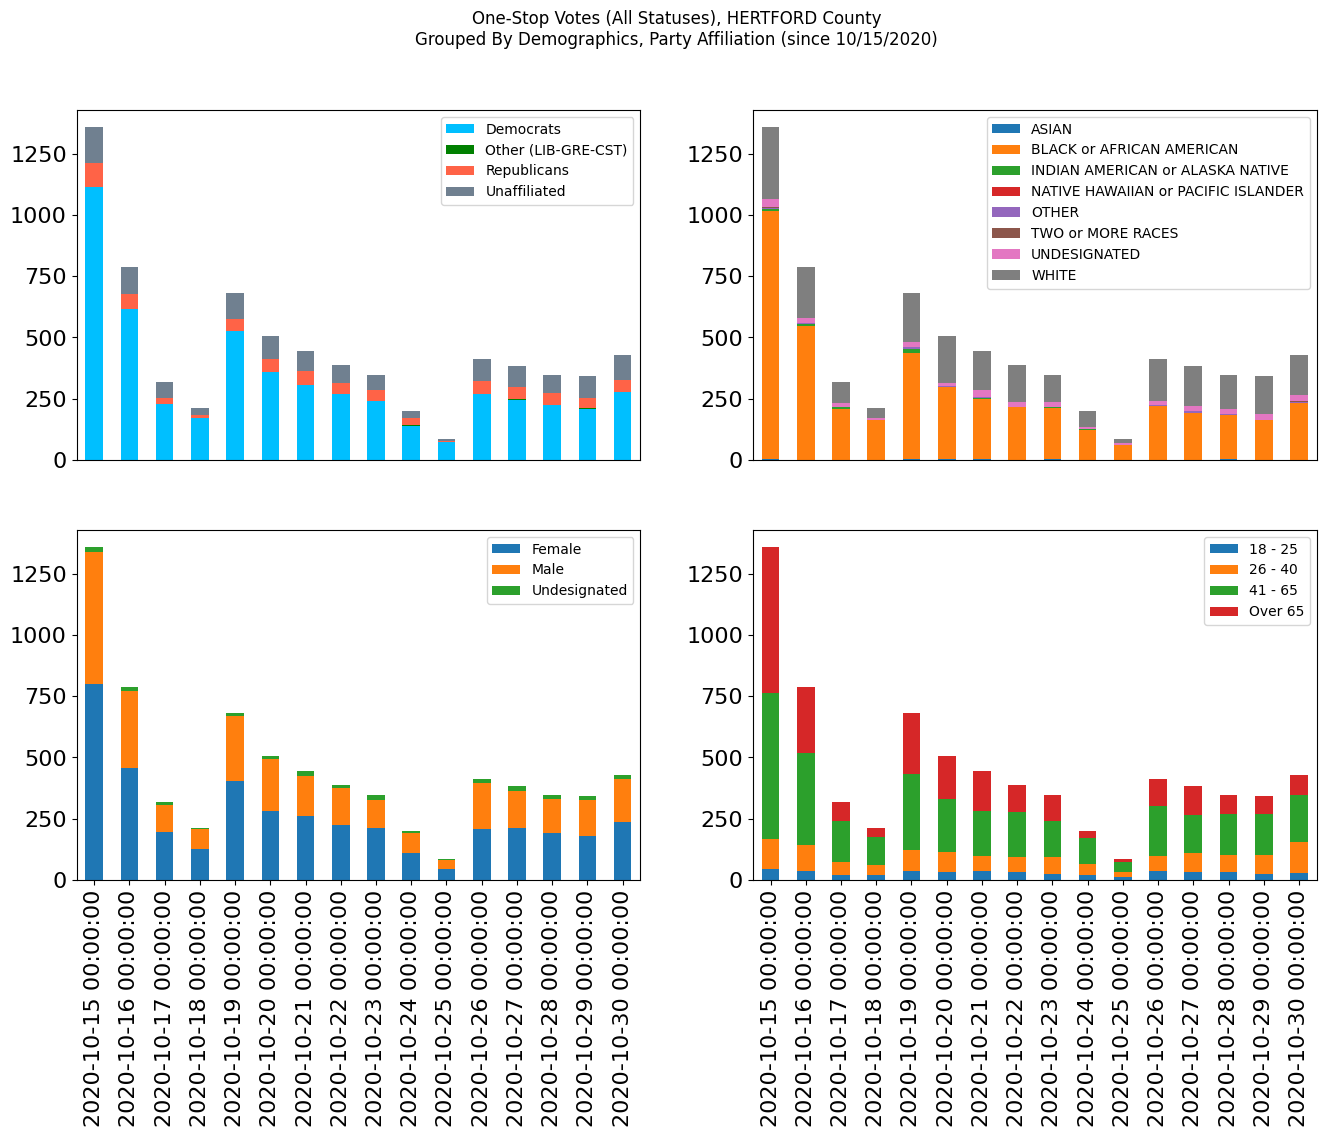 One-Stop Votes (All Statuses), HERTFORD County
Grouped By Demographics, Party Affiliation (since 10/15/2020)
1250
1000
750
500
250
0
Democrats
Other (LIB-GRE-CST)
Republicans
Unaffiliated
1250
1000
750
500
250
0
ASIAN
BLACK or AFRICAN AMERICAN
INDIAN AMERICAN or ALASKA NATIVE
NATIVE HAWAIIAN or PACIFIC ISLANDER
OTHER
TWO or MORE RACES
UNDESIGNATED
WHITE
1250
1000
750
500
250
0
Female
Male
Undesignated
2020-10-15 00:00:00
2020-10-16 00:00:00
2020-10-17 00:00:00
2020-10-18 00:00:00
2020-10-19 00:00:00
2020-10-20 00:00:00
2020-10-21 00:00:00
2020-10-22 00:00:00
2020-10-23 00:00:00
2020-10-24 00:00:00
2020-10-25 00:00:00
2020-10-26 00:00:00
2020-10-27 00:00:00
2020-10-28 00:00:00
2020-10-29 00:00:00
2020-10-30 00:00:00
1250
1000
750
500
250
0
18 - 25
26 - 40
41 - 65
Over 65
2020-10-15 00:00:00
2020-10-16 00:00:00
2020-10-17 00:00:00
2020-10-18 00:00:00
2020-10-19 00:00:00
2020-10-20 00:00:00
2020-10-21 00:00:00
2020-10-22 00:00:00
2020-10-23 00:00:00
2020-10-24 00:00:00
2020-10-25 00:00:00
2020-10-26 00:00:00
2020-10-27 00:00:00
2020-10-28 00:00:00
2020-10-29 00:00:00
2020-10-30 00:00:00